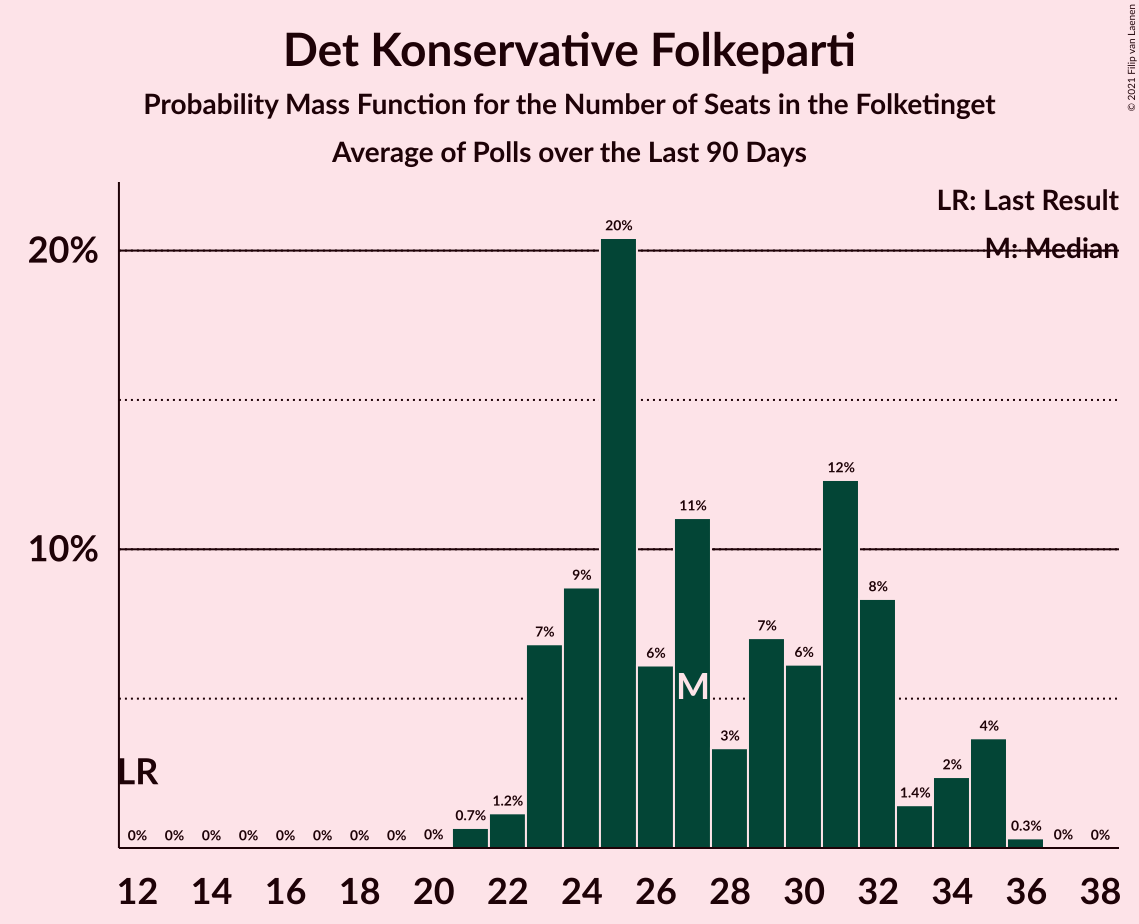 Det Konservative Folkeparti
Probability Mass Function for the Number of Seats in the Folketinget
Average of Polls over the Last 90 Days
© 2021 Filip van Laenen
LR: Last Result
M: Median
20%
10%
20%
12%
11%
9%
8%
7%
7%
6%
6%
M
3%
4%
2%
LR
1.4%
1.2%
0.7%
0.3%
0% 0% 0% 0% 0% 0% 0% 0% 0% 0% 0%
12 14 16 18 20 22 24 26 28 30 32 34 36 38